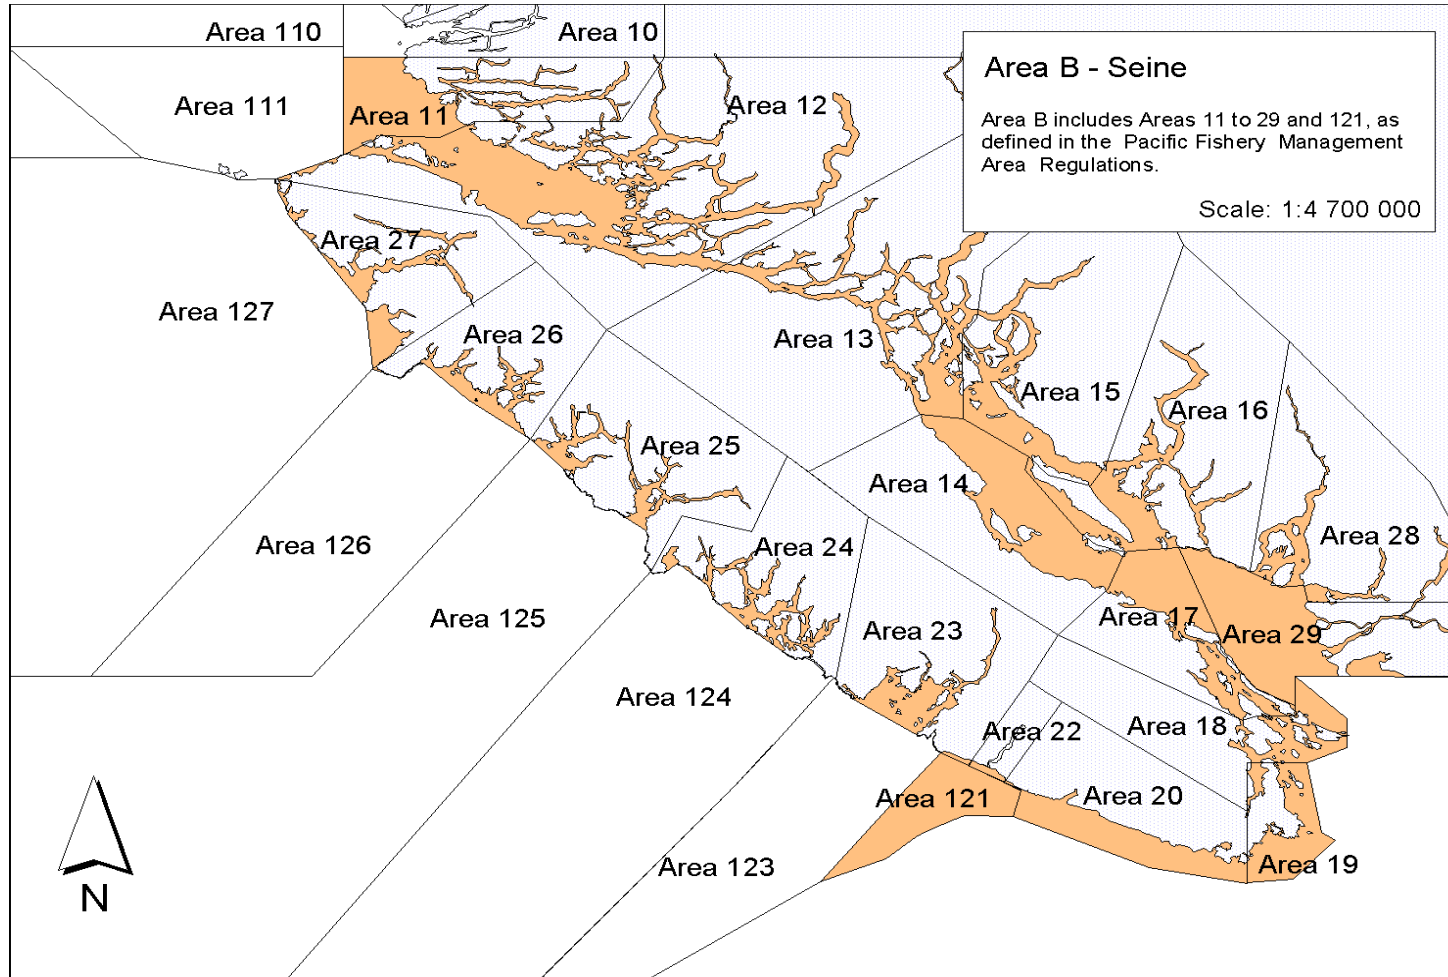 Area 110
Area 10
Area B - Seine
Area 111
Area 11
Area 12
Area B includes Areas 11 to 29 and 121, as
defined in the Pacific Fishery Management
Area Regulations.
Scale: 1:4 700 000
Area 27
Area 127
Area 26
Area 13
Area 15
Area 16
Area 25
Area 14
Area 126
Area 24
Area 28
Area 125
Area 23
Area 17
Area 29
Area 124
Area 22
Area 18
Area 121
Area 20
Area 123
Area 19
N